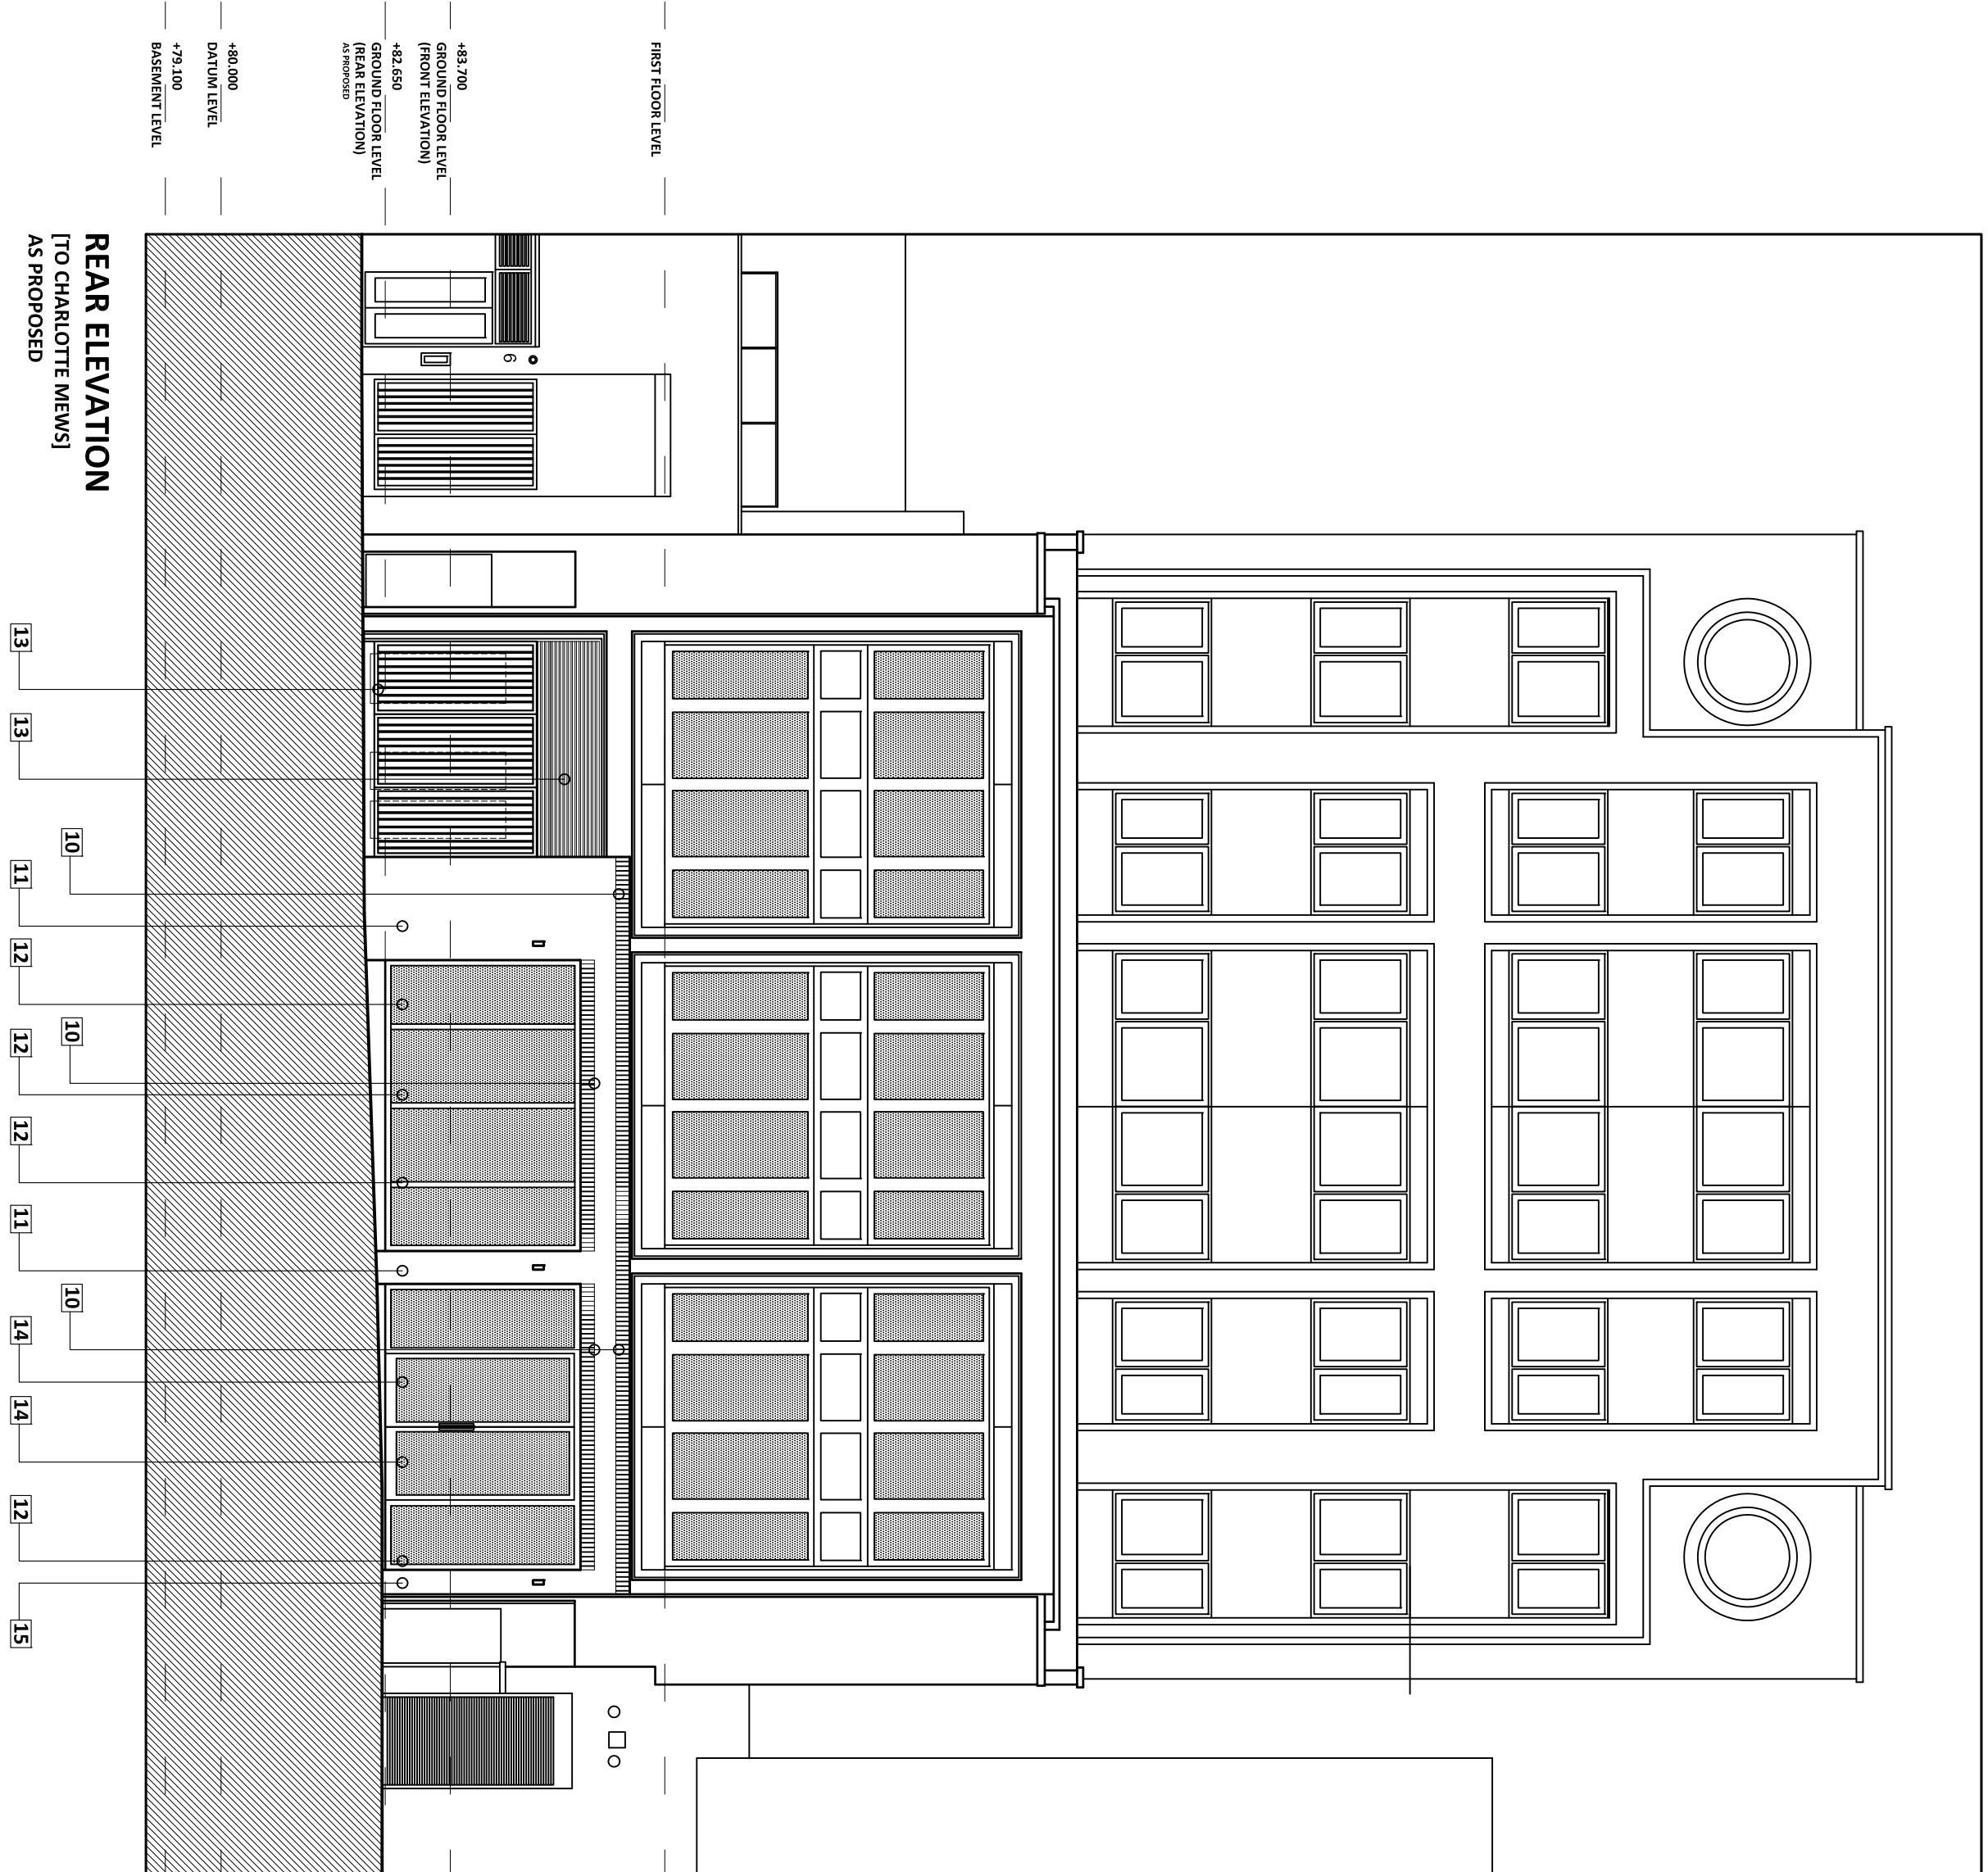 FIRST FLOOR LEVEL
+83.700
GROUND FLOOR LEVEL
(FRONT ELEVATION)
+82.650
GROUND FLOOR LEVEL
(REAR ELEVATION)
AS PROPOSED
+80.000
DATUM LEVEL
+79.100
BASEMENT LEVEL
6
REAR ELEVATION
[TO CHARLOTTE MEWS]
AS PROPOSED
10
10
10
13
13
11
12
12
12
11
14
14
12
15